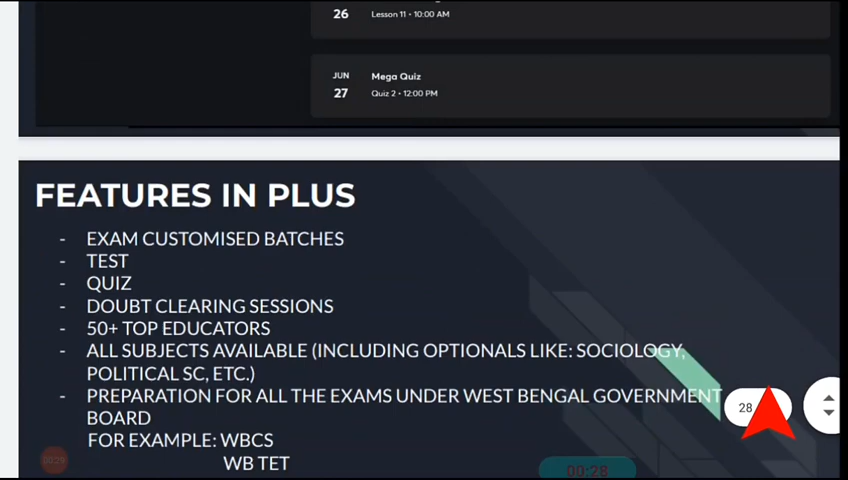 26
Lesson 11 • 10:00 AM
JUN
Mega Quiz
27
Quiz 2 • 12:00 PM
FEATURES IN PLUS
- EXAM CUSTOMISED BATCHES
- TEST
- QUIZ
- DOUBT CLEARING SESSIONS
- 50+ TOP EDUCATORS
- ALL SUBJECTS AVAILABLE (INCLUDING OPTIONALS LIKE: SOCIOLOGY,
POLITICAL SC, ETC.)
- PREPARATION FOR ALL THE EXAMS UNDER WEST BENGAL GOVERNMENT
BOARD
FOR EXAMPLE: WBCS
WB TET
28
00:28